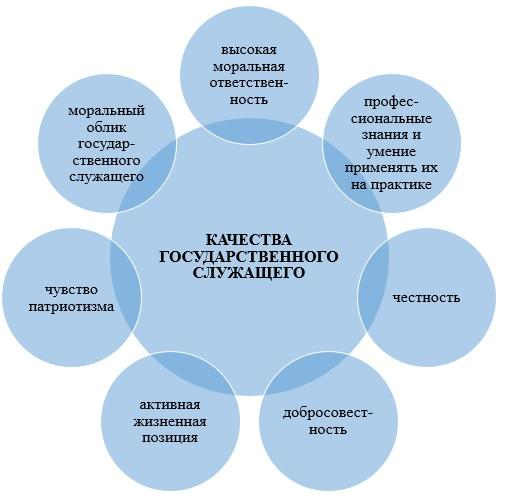 КАЧЕСТВА
ГОСУДАРСТВЕННОГО
СЛУЖАЩЕГО
высокая
моральная
ответствен-
ность
профес-
сиональные
знания и
умение
применять их
на практике
честность
добросовест-
ность
активная
жизненная
позиция
чувство
патриотизма
моральный
облик
государ-
ственного
служащего